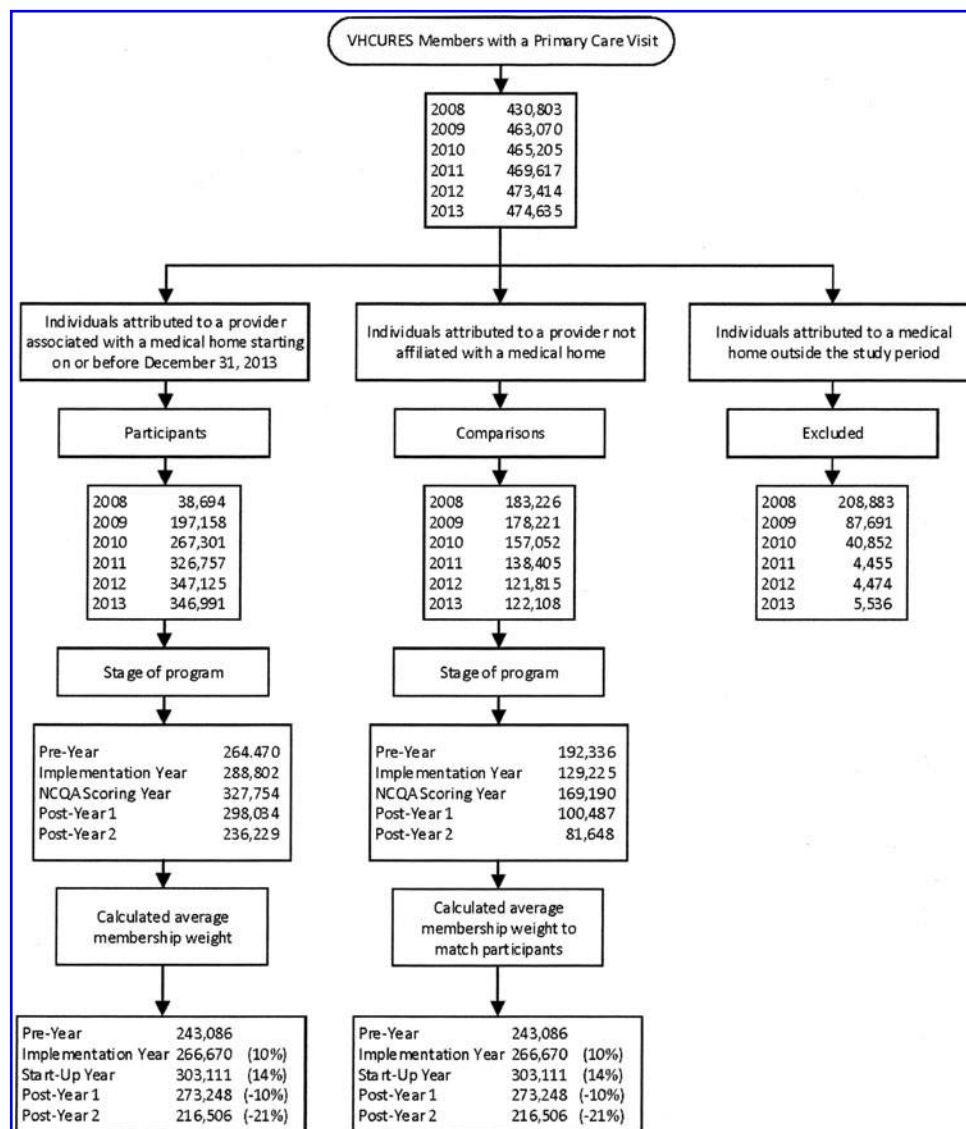 VHCURES Members with a Primary Care Visit
2008 430,803
2009 463,070
2010 465,205
2011 469,617
2012 473,414
2013 474,635
Individuals attributed to a provider
associated with a medical home starting
on or before December 31, 2013
Individuals attributed to a provider not
affiliated with a medical home
Individuals attributed to a medical
home outside the study period
Participants
Comparisons
Excluded
2008 38,694
2009 197,158
2010 267,301
2011 326,757
2012 347,125
2013 346,991
2008 183,226
2009 178,221
2010 157,052
2011 138,405
2012 121,815
2013 122,108
2008 208,883
2009 87,691
2010 40,852
2011 4,455
2012 4,474
2013 5,536
Stage of program
Stage of program
Pre-Year 264.470
Implementation Year 288,802
NCQA Scoring Year 327,754
Post-Year 1 298,034
Post-Year 2 236,229
Pre-Year 192,336
Implementation Year 129,225
NCQA Scoring Year 169,190
Post-Year 1 100,487
Post-Year 2 81,648
Calculated average
membership weight
Calculated average
membership weight to
match participants
Pre-Year 243,086
Implementation Year 266,670 (10%)
Start-Up Year 303,111 (14%)
Post-Year 1 273,248 (-10%)
Post-Year 2 216,506 (-21%)
Pre-Year 243,086
Implementation Year 266,670 (10%)
Start-Up Year 303,111 (14%)
Post-Year 1 273,248 (-10%)
Post-Year 2 216,506 (-21%)